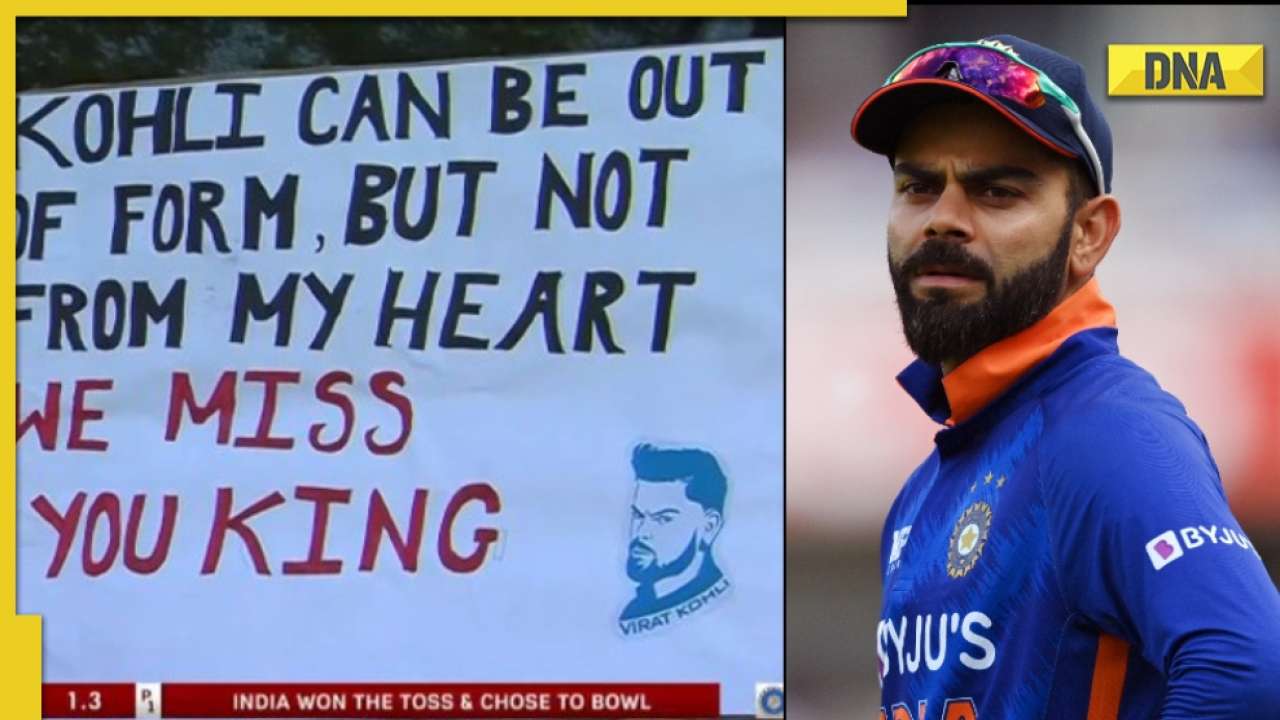 KOHLI CAN BE OUT
OF FORM, BUT NOT
FROM MY HEART
WE MISS
YOU KING
VIRAT KOHLI
1.3 P1 INDIA WON THE TOSS & CHOSE TO BOWL
DNA
BYJU'S
BYJU'S